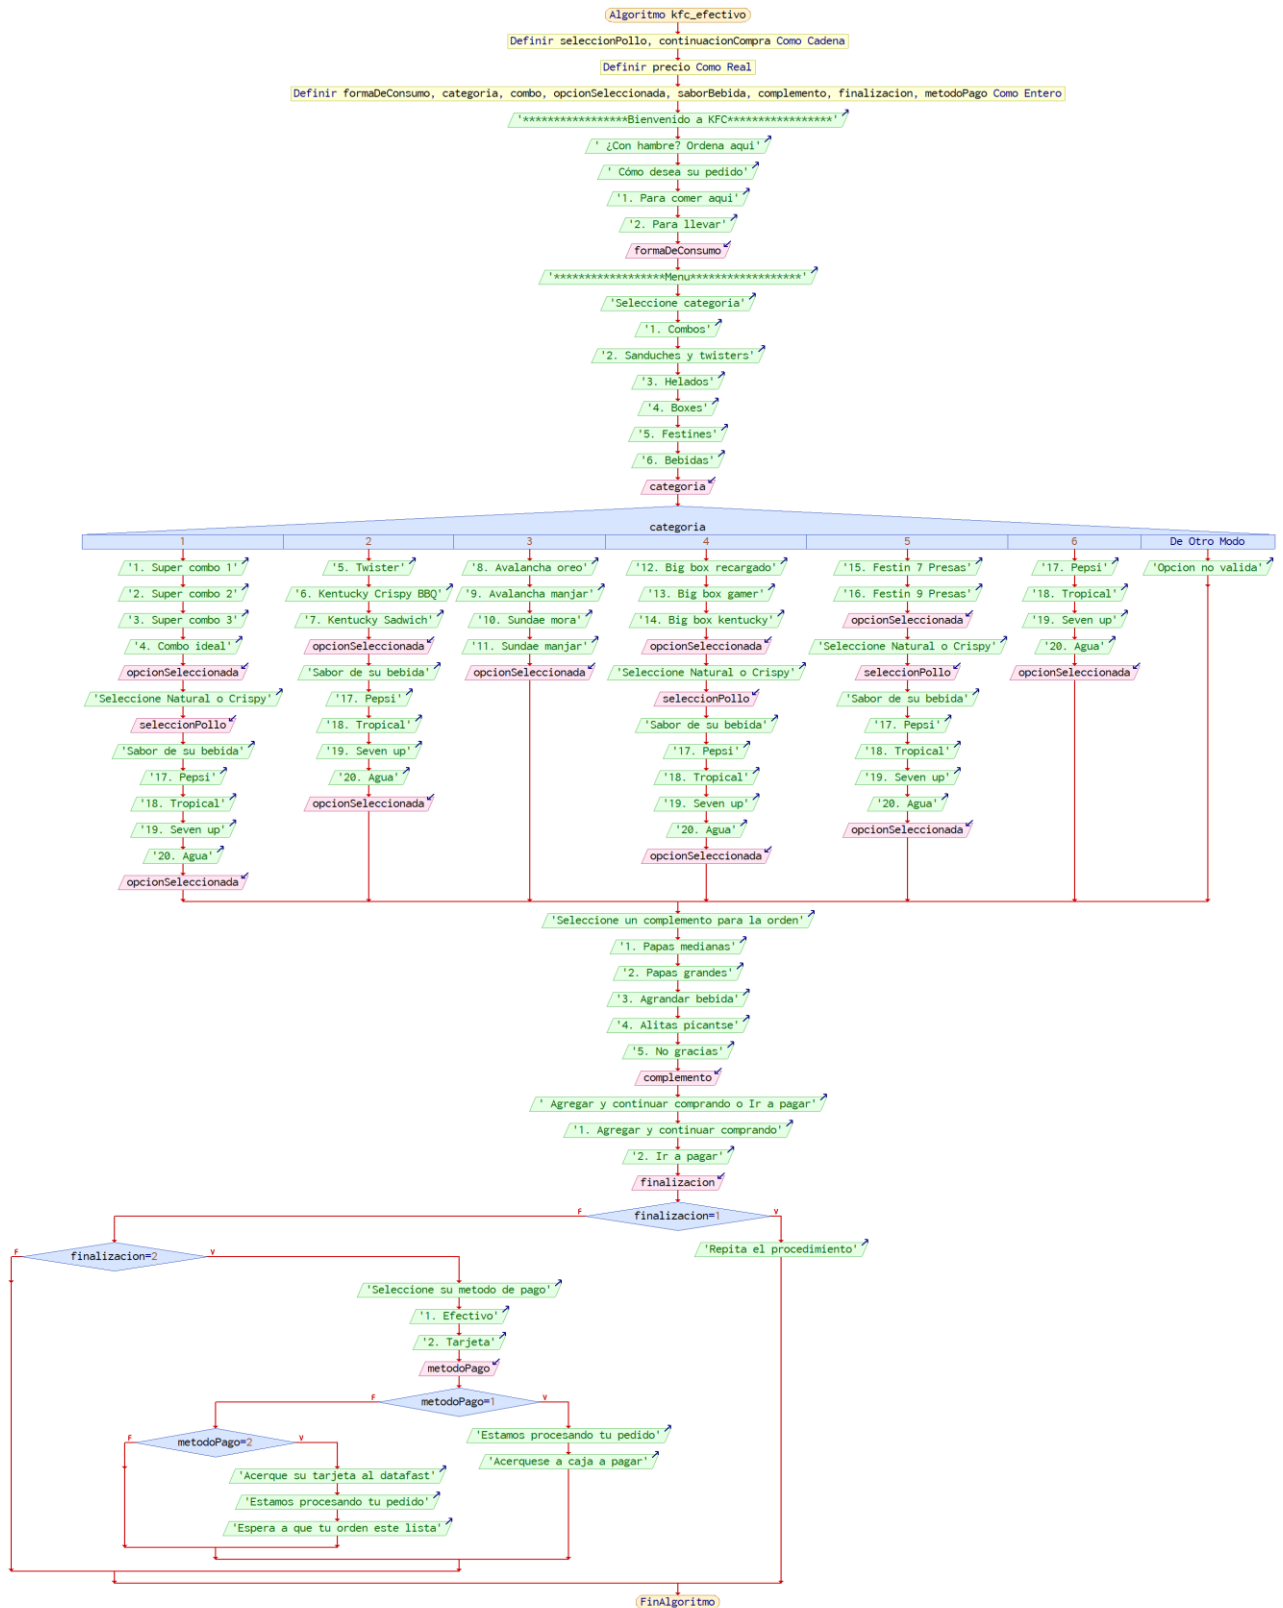 Algoritmo kfc_efectivo
Definir seleccionPollo, continuacionCompra Como Cadena
Definir precio Como Real
Definir formaDeConsumo, categoria, combo, opcionSeleccionada, saborBebida, complemento, finalizacion, metodoPago Como Entero
'*****************Bienvenido a KFC*****************'
' ¿Con hambre? Ordena aqui'
' Cómo desea su pedido'
'1. Para comer aqui'
'2. Para llevar'
formaDeConsumo
'******************Menu******************'
'Seleccione categoria'
'1. Combos'
'2. Sanduches y twisters'
'3. Helados'
'4. Boxes'
'5. Festines'
'6. Bebidas'
categoria
categoria
1
'1. Super combo 1'
'2. Super combo 2'
'3. Super combo 3'
'4. Combo ideal'
opcionSeleccionada
'Seleccione Natural o Crispy'
seleccionPollo
'Sabor de su bebida'
'17. Pepsi'
'18. Tropical'
'19. Seven up'
'20. Agua'
opcionSeleccionada
2
'5. Twister'
'6. Kentucky Crispy BBQ'
'7. Kentucky Sadwich'
opcionSeleccionada
'Sabor de su bebida'
'17. Pepsi'
'18. Tropical'
'19. Seven up'
'20. Agua'
opcionSeleccionada
3
'8. Avalancha oreo'
'9. Avalancha manjar'
'10. Sundae mora'
'11. Sundae manjar'
opcionSeleccionada
4
'12. Big box recargado'
'13. Big box gamer'
'14. Big box kentucky'
opcionSeleccionada
'Seleccione Natural o Crispy'
seleccionPollo
'Sabor de su bebida'
'17. Pepsi'
'18. Tropical'
'19. Seven up'
'20. Agua'
opcionSeleccionada
5
'15. Festin 7 Presas'
'16. Festin 9 Presas'
opcionSeleccionada
'Seleccione Natural o Crispy'
seleccionPollo
'Sabor de su bebida'
'17. Pepsi'
'18. Tropical'
'19. Seven up'
'20. Agua'
opcionSeleccionada
6
'17. Pepsi'
'18. Tropical'
'19. Seven up'
'20. Agua'
opcionSeleccionada
De Otro Modo
'Opcion no valida'
'Seleccione un complemento para la orden'
'1. Papas medianas'
'2. Papas grandes'
'3. Agrandar bebida'
'4. Alitas picantse'
'5. No gracias'
complemento
' Agregar y continuar comprando o Ir a pagar'
'1. Agregar y continuar comprando'
'2. Ir a pagar'
finalizacion
F
finalizacion=1
V
'Repita el procedimiento'
F
finalizacion=2
V
'Seleccione su metodo de pago'
'1. Efectivo'
'2. Tarjeta'
metodoPago
F
metodoPago=1
V
'Estamos procesando tu pedido'
'Acerquese a caja a pagar'
F
metodoPago=2
V
'Acerque su tarjeta al datafast'
'Estamos procesando tu pedido'
'Espera a que tu orden este lista'
FinAlgoritmo